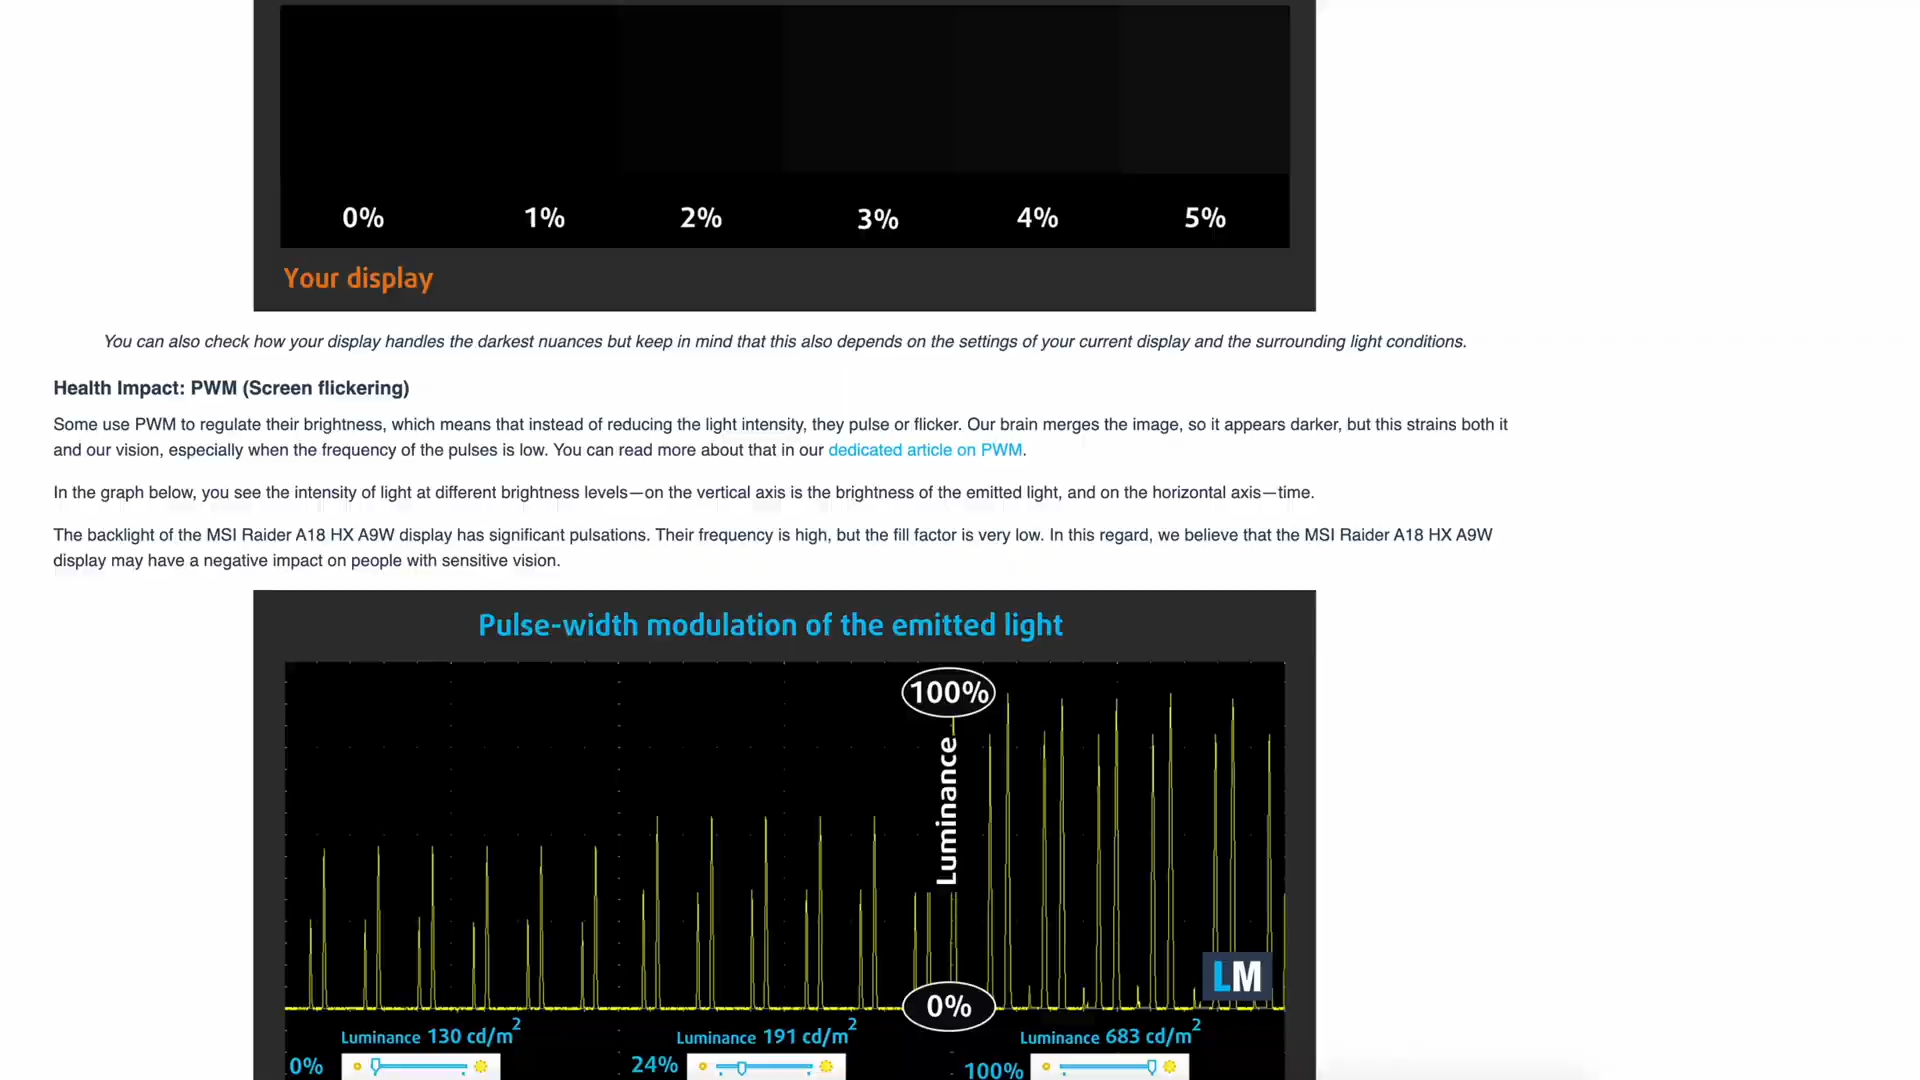 0% 1% 2% 3% 4% 5%
Your display
You can also check how your display handles the darkest nuances but keep in mind that this also depends on the settings of your current display and the surrounding light conditions.
Health Impact: PWM (Screen flickering)
Some use PWM to regulate their brightness, which means that instead of reducing the light intensity, they pulse or flicker. Our brain merges the image, so it appears darker, but this strains both it
and our vision, especially when the frequency of the pulses is low. You can read more about that in our dedicated article on PWM.
In the graph below, you see the intensity of light at different brightness levels—on the vertical axis is the brightness of the emitted light, and on the horizontal axis—time.
The backlight of the MSI Raider A18 HX A9W display has significant pulsations. Their frequency is high, but the fill factor is very low. In this regard, we believe that the MSI Raider A18 HX A9W
display may have a negative impact on people with sensitive vision.
Pulse-width modulation of the emitted light
100%
Luminance
LM
0%
Luminance 130 cd/m² Luminance 191 cd/m² Luminance 683 cd/m²
0% 24% 100%